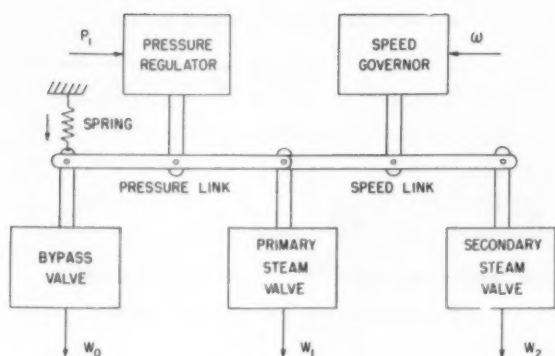 P₁
PRESSURE
REGULATOR
SPEED
GOVERNOR
ω
SPRING
PRESSURE LINK
SPEED LINK
BYPASS
VALVE
PRIMARY
STEAM
VALVE
SECONDARY
STEAM
VALVE
W₀
W₁
W₂